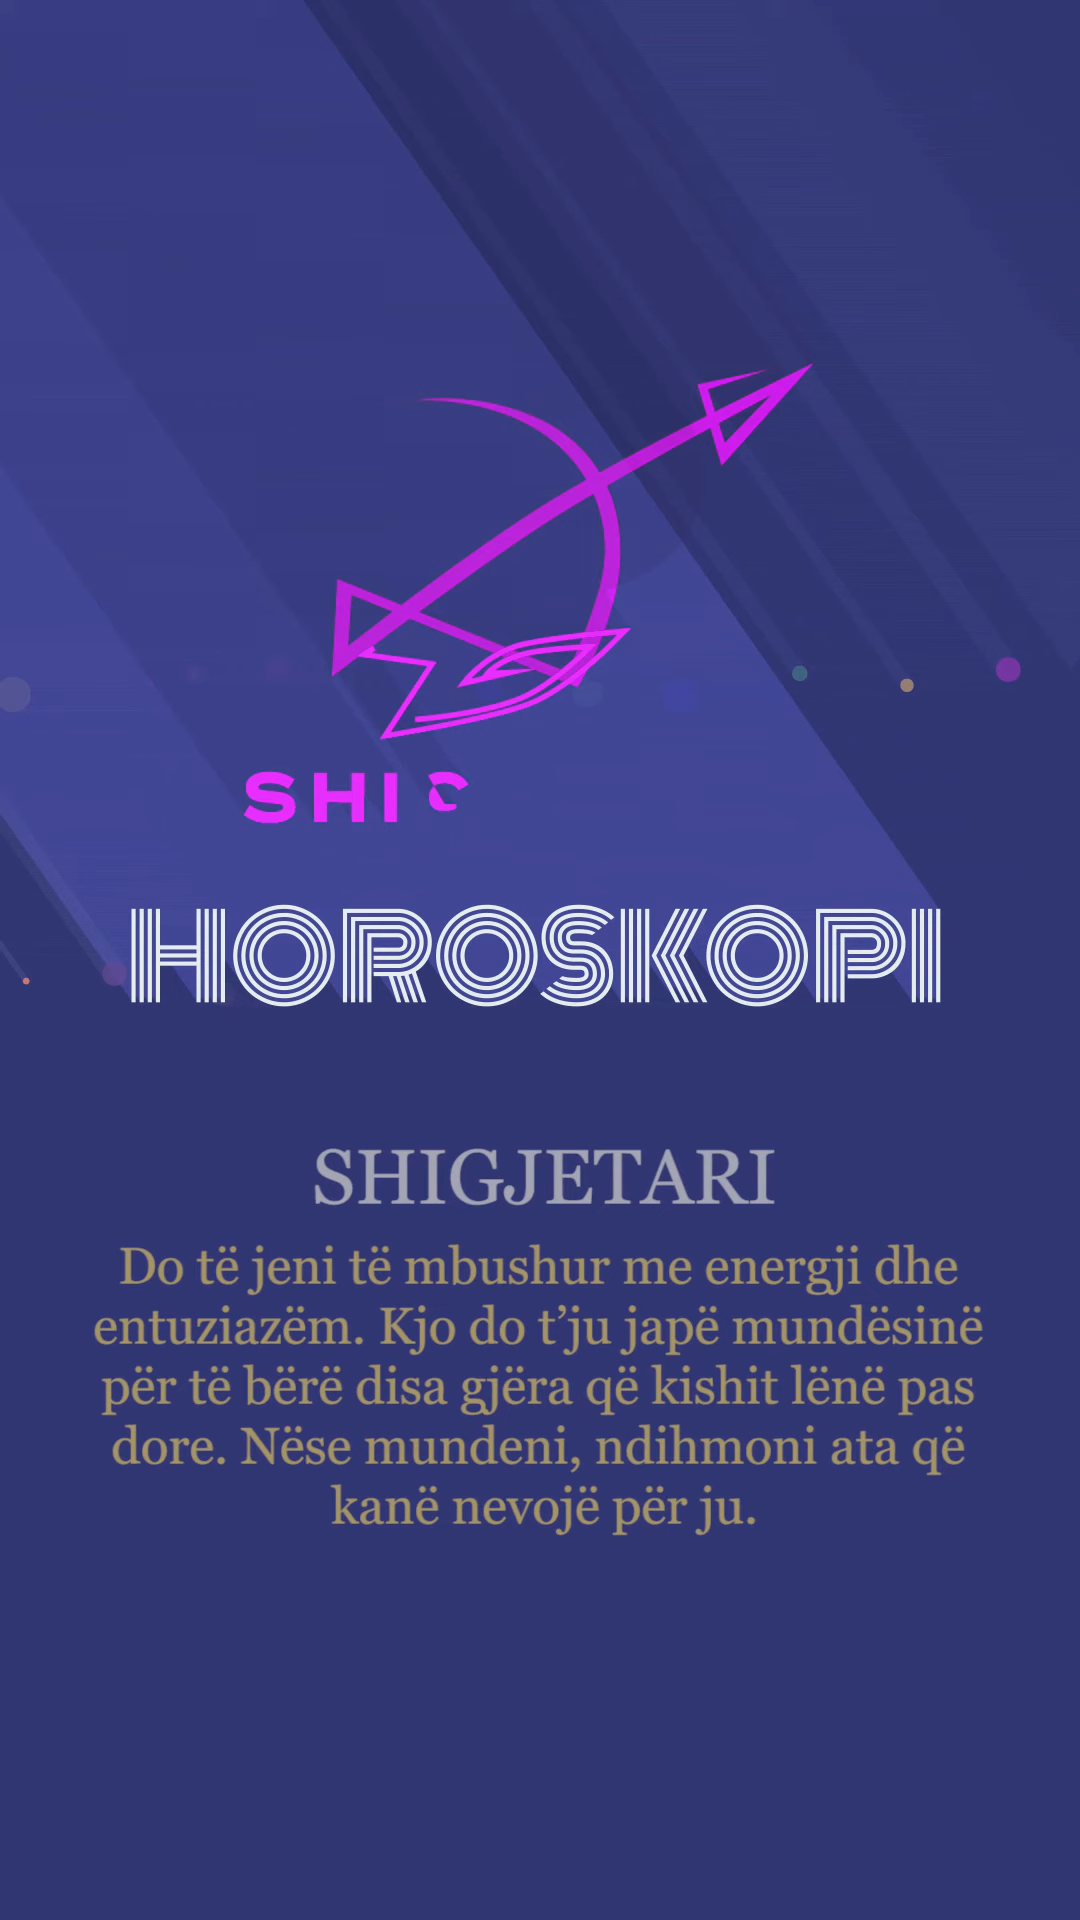 SHI
HOROSKOPI
SHIGJETARI
Do të jeni të mbushur me energji dhe
entuziazëm. Kjo do t’ju japë mundësinë
për të bërë disa gjëra që kishit lënë pas
dore. Nëse mundeni, ndihmoni ata që
kanë nevojë për ju.